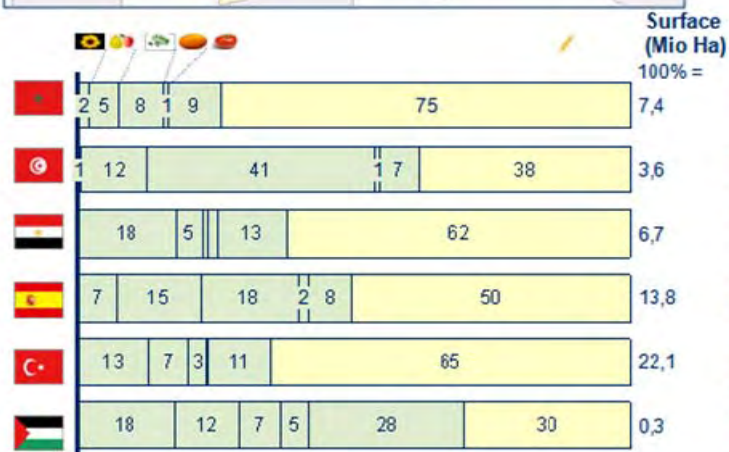 Surface
(Mio Ha)
100% =
2 5 8 1 9 75 7,4
1 12 41 1 7 38 3,6
18 5 13 62 6,7
7 15 18 2 8 50 13,8
13 7 3 11 65 22,1
18 12 7 5 28 30 0,3